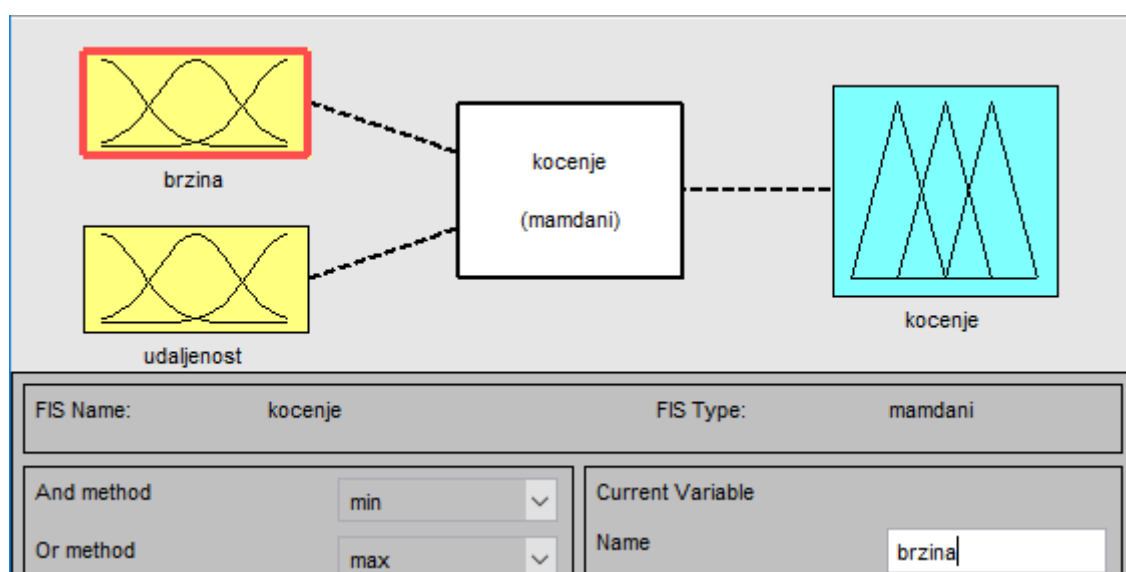 brzina
kocenje
(mamdani)
udaljenost
kocenje
FIS Name: kocenje FIS Type: mamdani
And method min
Or method max
Current Variable
Name brzina